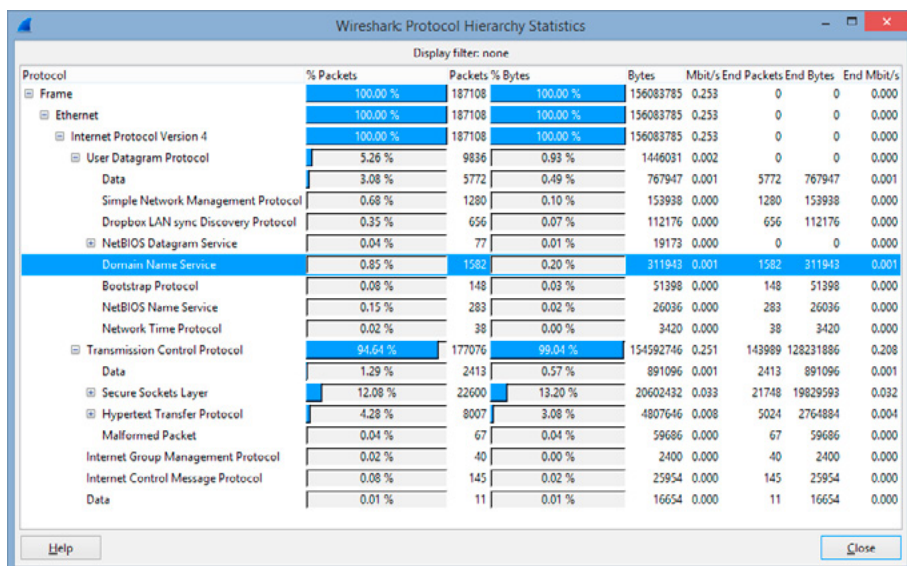 Wireshark: Protocol Hierarchy Statistics
Display filter: none
Protocol % Packets Packets % Bytes Bytes Mbit/s End Packets End Bytes End Mbit/s
Frame 100.00 % 187108 100.00 % 156083785 0.253 0 0 0.000
Ethernet 100.00 % 187108 100.00 % 156083785 0.253 0 0 0.000
Internet Protocol Version 4 100.00 % 187108 100.00 % 156083785 0.253 0 0 0.000
User Datagram Protocol 5.26 % 9836 0.93 % 1446031 0.002 0 0 0.000
Data 3.08 % 5772 0.49 % 767947 0.001 5772 767947 0.001
Simple Network Management Protocol 0.68 % 1280 0.10 % 153938 0.000 1280 153938 0.000
Dropbox LAN sync Discovery Protocol 0.35 % 656 0.07 % 112176 0.000 656 112176 0.000
NetBIOS Datagram Service 0.04 % 77 0.01 % 19173 0.000 0 0 0.000
Domain Name Service 0.85 % 1582 0.20 % 311943 0.001 1582 311943 0.001
Bootstrap Protocol 0.08 % 148 0.03 % 51398 0.000 148 51398 0.000
NetBIOS Name Service 0.15 % 283 0.02 % 26036 0.000 283 26036 0.000
Network Time Protocol 0.02 % 38 0.00 % 3420 0.000 38 3420 0.000
Transmission Control Protocol 94.64 % 177076 99.04 % 154592746 0.251 143989 128231886 0.208
Data 1.29 % 2413 0.57 % 891096 0.001 2413 891096 0.001
Secure Sockets Layer 12.08 % 22600 13.20 % 20602432 0.033 21748 19829593 0.032
Hypertext Transfer Protocol 4.28 % 8007 3.08 % 4807646 0.008 5024 2764884 0.004
Malformed Packet 0.04 % 67 0.04 % 59686 0.000 67 59686 0.000
Internet Group Management Protocol 0.02 % 40 0.00 % 2400 0.000 40 2400 0.000
Internet Control Message Protocol 0.08 % 145 0.02 % 25954 0.000 145 25954 0.000
Data 0.01 % 11 0.01 % 16654 0.000 11 16654 0.000
Help Close